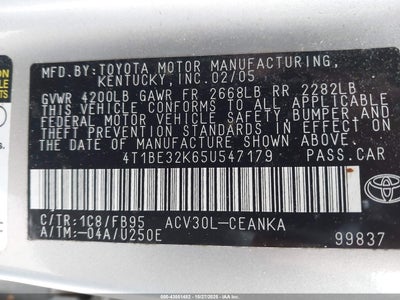 MFD. BY: TOYOTA MOTOR MANUFACTURING,
KENTUCKY, INC. 02/05
GVWR 4200LB GAWR FR 2668LB RR 2282LB
THIS VEHICLE CONFORMS TO ALL APPLICABLE
FEDERAL MOTOR VEHICLE SAFETY, BUMPER, AND
THEFT PREVENTION STANDARDS IN EFFECT ON
THE DATE OF MANUFACTURE SHOWN ABOVE.
4T1BE32K65U547179 PASS.CAR
C/TR: 1C8/FB95 ACV30L-CEANKA
A/TM: -04A/U250E
TOYOTA
99837